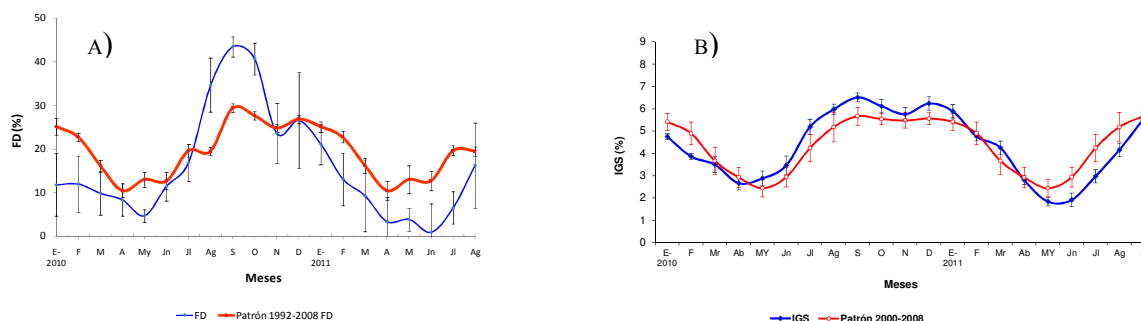 A)
50
40
30
20
10
0
FD (%)
E- F M A My Jn Jl Ag S O N D E- F M A M Jn Jl Ag
2010 2011
Meses
FD Patrón 1992-2008 FD
B)
9
8
7
6
5
4
3
2
1
0
IGS (%)
E- F Mr Ab MY Jn Jl Ag S O N D E- F Mr Ab MY Jn Jl Ag
2010 2011
Meses
IGS Patrón 2000-2008